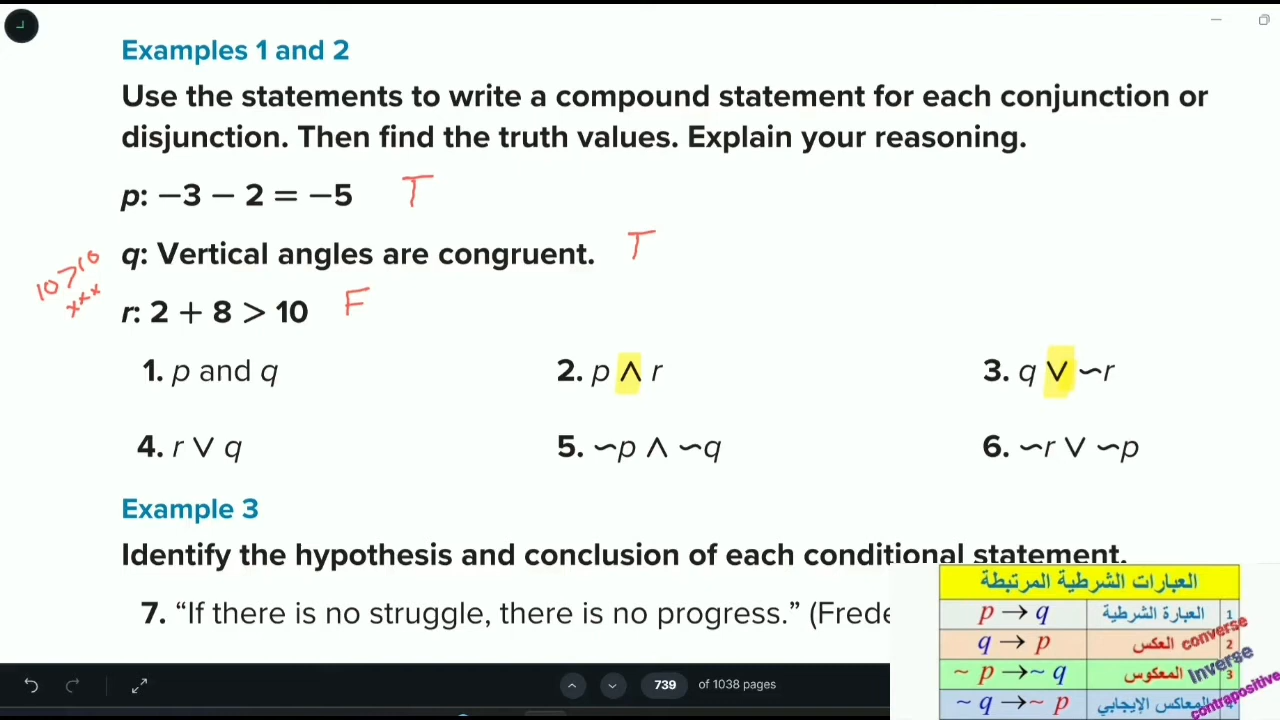 Examples 1 and 2
Use the statements to write a compound statement for each conjunction or
disjunction. Then find the truth values. Explain your reasoning.
p: −3 − 2 = −5 T
q: Vertical angles are congruent. T
10 > 10
xxx
r: 2 + 8 > 10 F
1. p and q 2. p ∧ r 3. q ∨ ∽r
4. r ∨ q 5. ∽p ∧ ∽q 6. ∽r ∨ ∽p
Example 3
Identify the hypothesis and conclusion of each conditional statement.
7. “If there is no struggle, there is no progress.” (Frede
العبارات الشرطية المرتبطة
p → q العبارة الشرطية 1
q → p العكس converse 2
~ p → ~ q المعكوس Inverse 3
~ q → ~ p المعاكس الإيجابي contrapositive
739 of 1038 pages